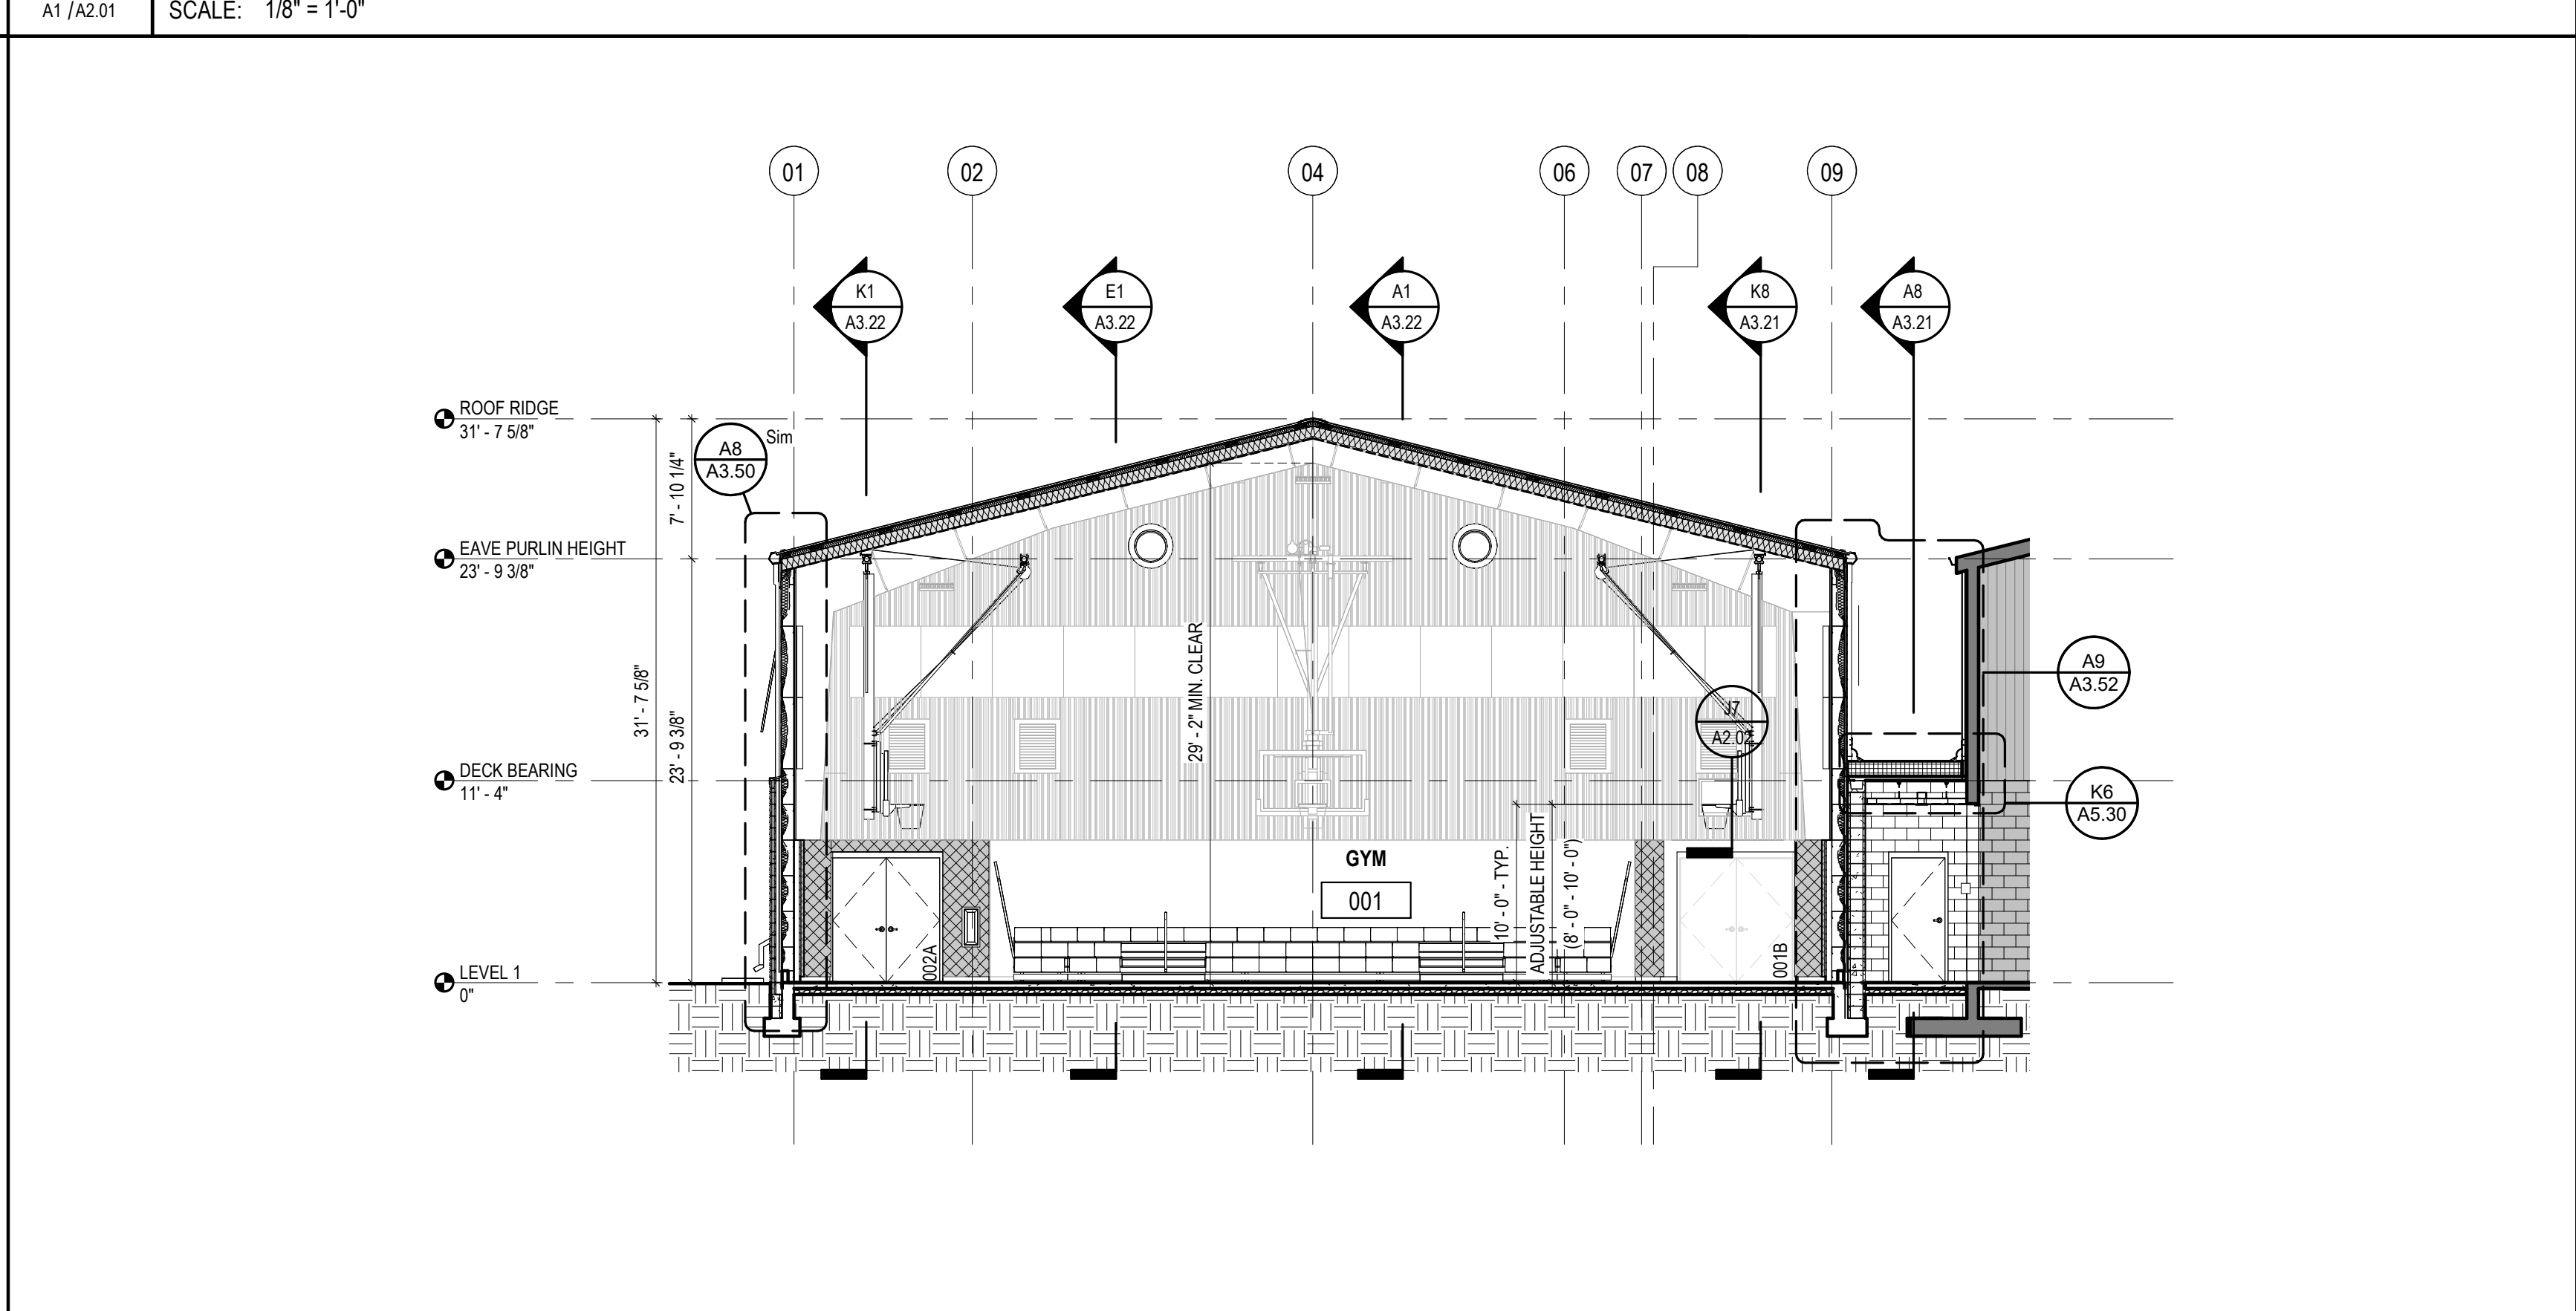 A1 / A2.01
SCALE: 1/8" = 1'-0"
01
02
04
06
07
08
09
K1
A3.22
E1
A3.22
A1
A3.22
K8
A3.21
A8
A3.21
ROOF RIDGE
31' - 7 5/8"
A8
A3.50
Sim
7' - 10 1/4"
EAVE PURLIN HEIGHT
23' - 9 3/8"
31' - 7 5/8"
23' - 9 3/8"
29' - 2" MIN. CLEAR
A9
A3.52
J7
A2.02
DECK BEARING
11' - 4"
K6
A5.30
GYM
001
10' - 0" - TYP.
ADJUSTABLE HEIGHT
(8' - 0" - 10' - 0")
002A
001B
LEVEL 1
0"